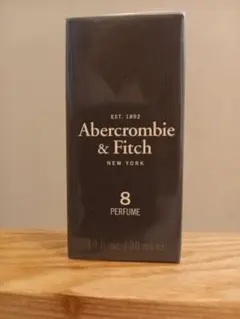 EST. 1892
Abercrombie
& Fitch
NEW YORK
8
PERFUME